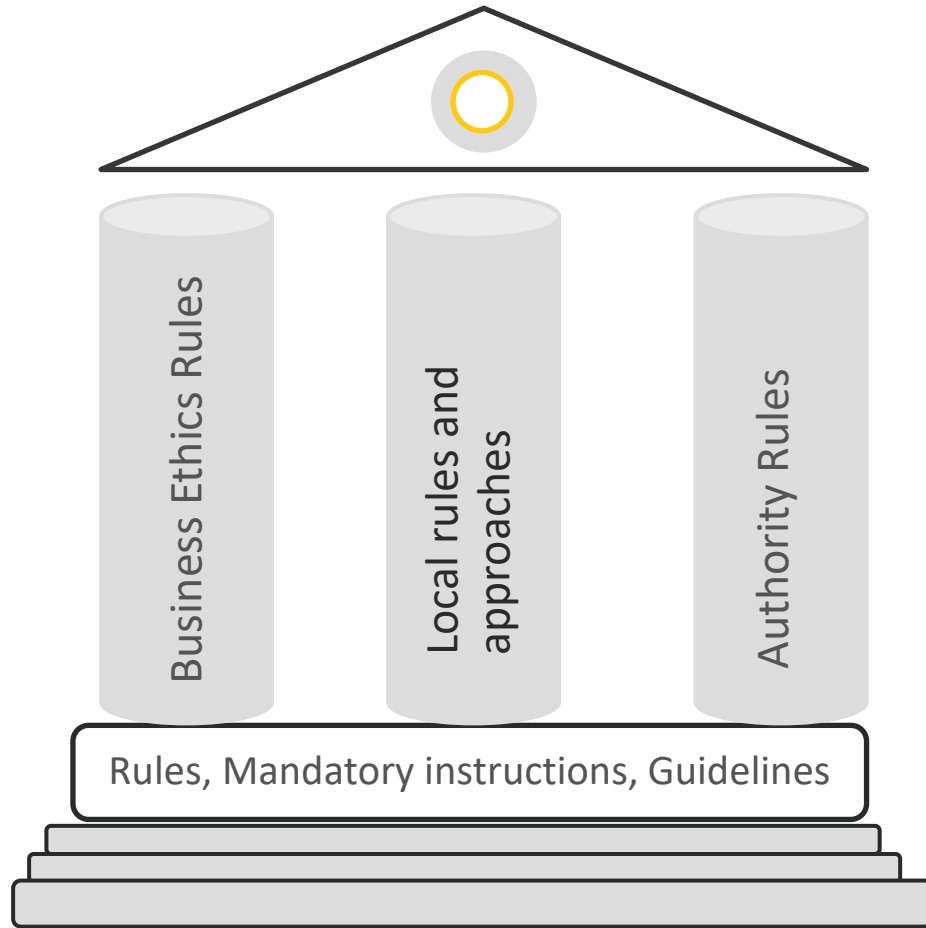 Business Ethics Rules
Local rules and
approaches
Authority Rules
Rules, Mandatory instructions, Guidelines